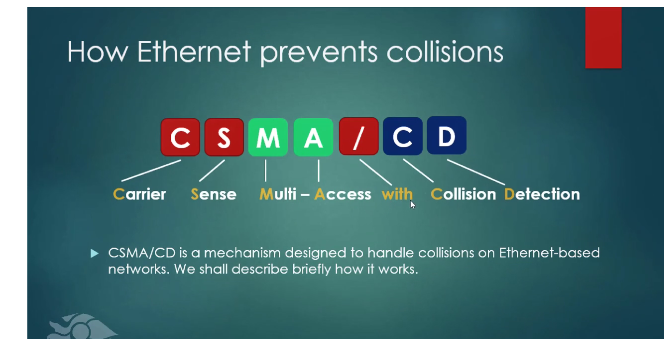 How Ethernet prevents collisions
C S M A / C D
Carrier Sense Multi – Access with Collision Detection
CSMA/CD is a mechanism designed to handle collisions on Ethernet-based
networks. We shall describe briefly how it works.